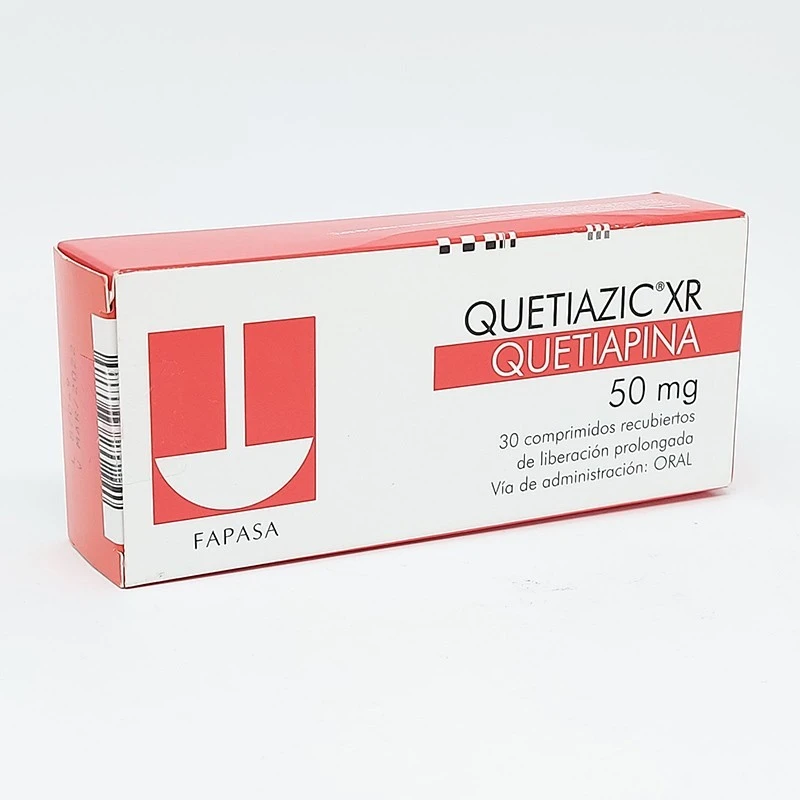 QUETIAZIC® XR
QUETIAPINA
50 mg
30 comprimidos recubiertos
de liberación prolongada
Vía de administración: ORAL
FAPASA